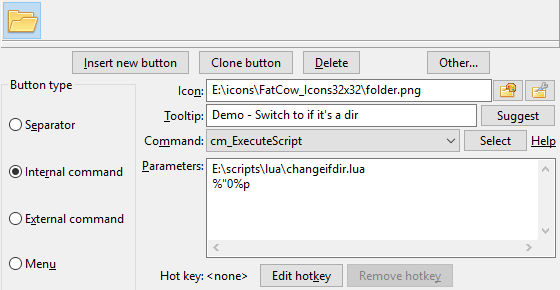 Insert new button Clone button Delete Other...
Button type
Icon: E:\icons\FatCow_Icons32x32\folder.png
Tooltip: Demo - Switch to if it's a dir Suggest
Separator
Command: cm_ExecuteScript Select Help
Internal command
Parameters: E:\scripts\lua\changeifdir.lua
%"0%p
External command
Menu
Hot key: <none> Edit hotkey Remove hotkey